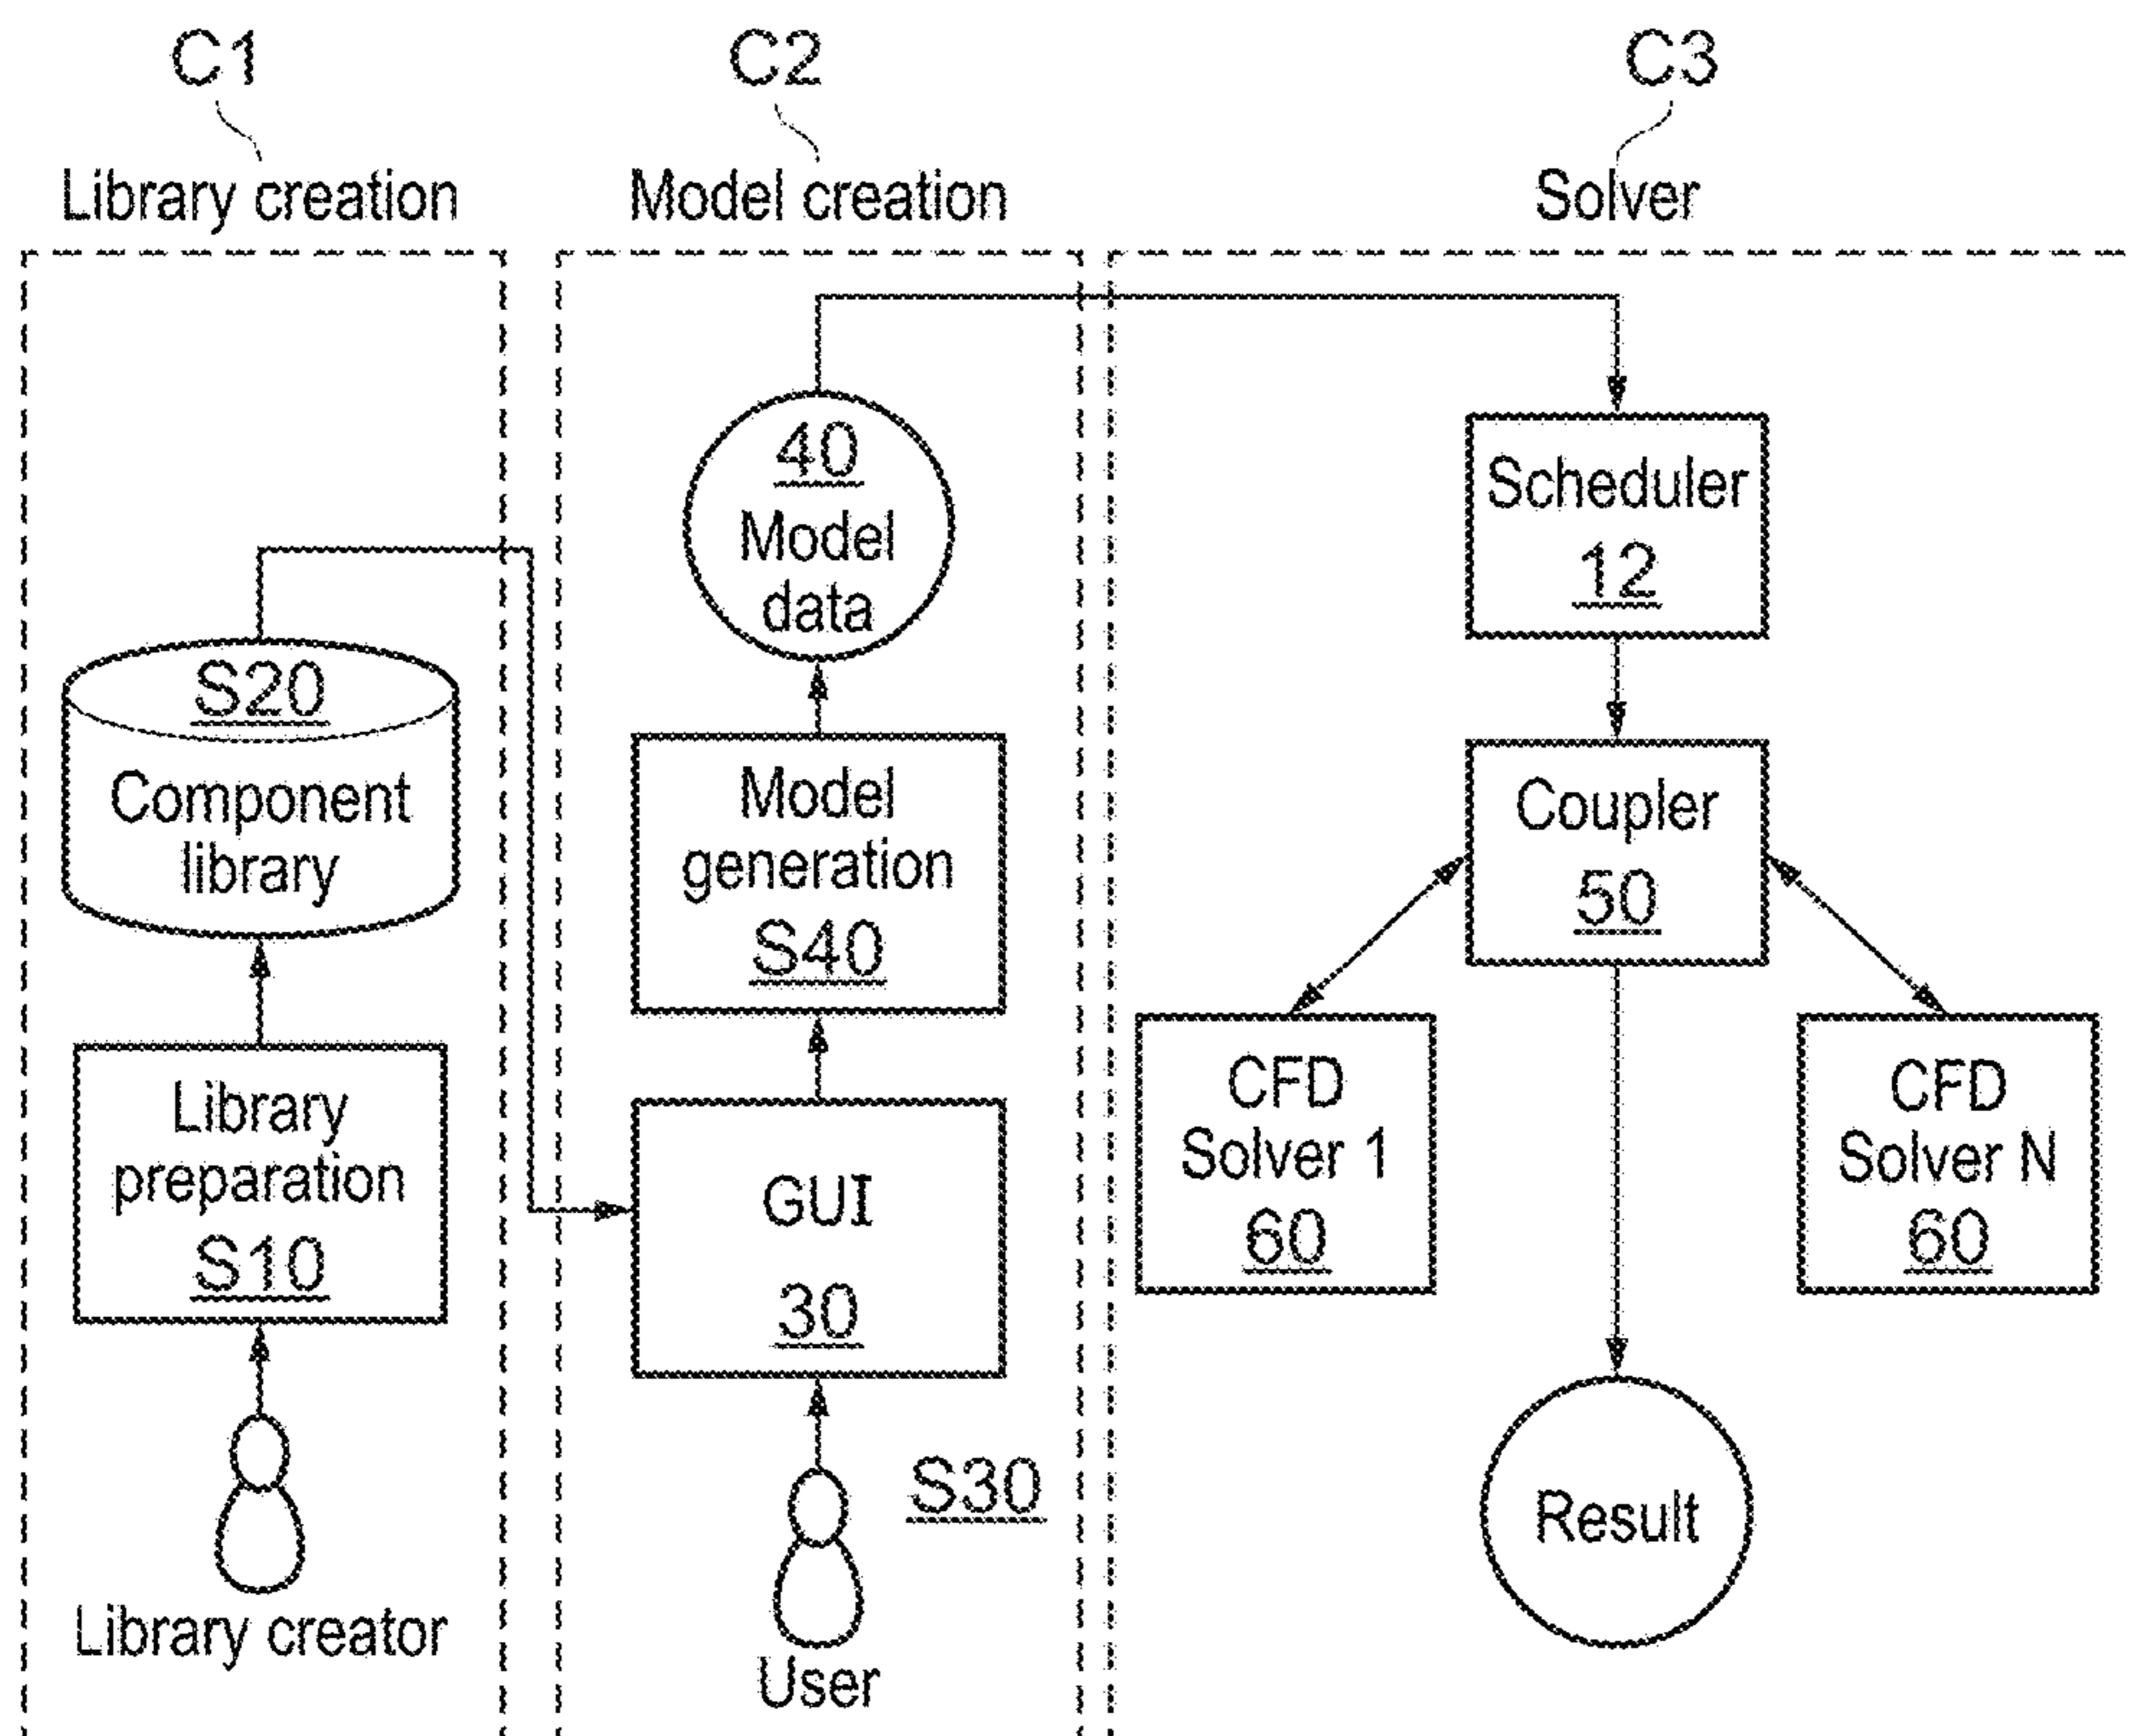 C1
Library creation
S20
Component
library
Library
preparation
S10
Library creator
C2
Model creation
40
Model
data
Model
generation
S40
GUI
30
S30
User
C3
Solver
Scheduler
12
Coupler
50
CFD
Solver 1
60
CFD
Solver N
60
Result